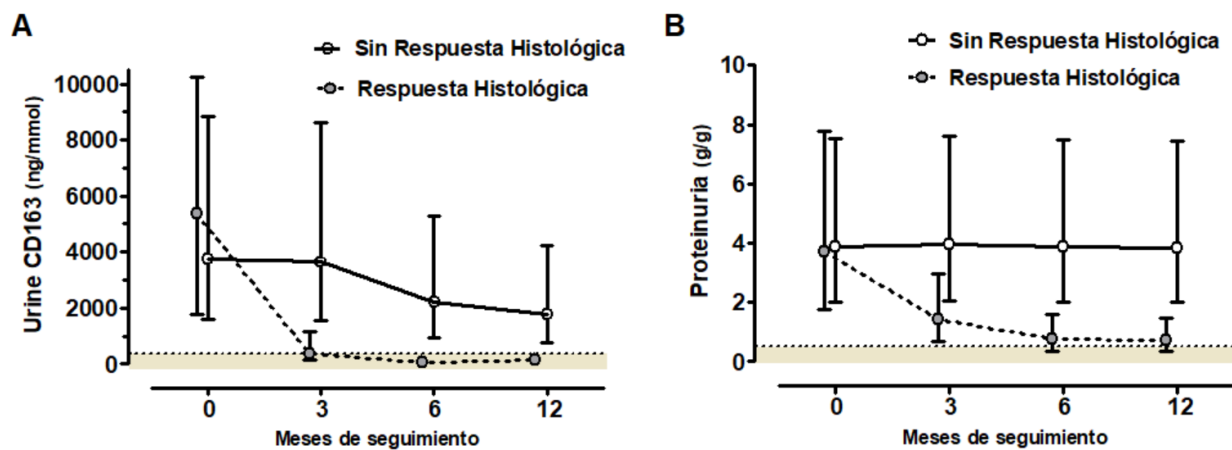 A
Sin Respuesta Histológica
Respuesta Histológica
Urine CD163 (ng/mmol)
10000
8000
6000
4000
2000
0
0 3 6 12
Meses de seguimiento
B
Sin Respuesta Histológica
Respuesta Histológica
Proteinuria (g/g)
10
8
6
4
2
0
0 3 6 12
Meses de seguimiento